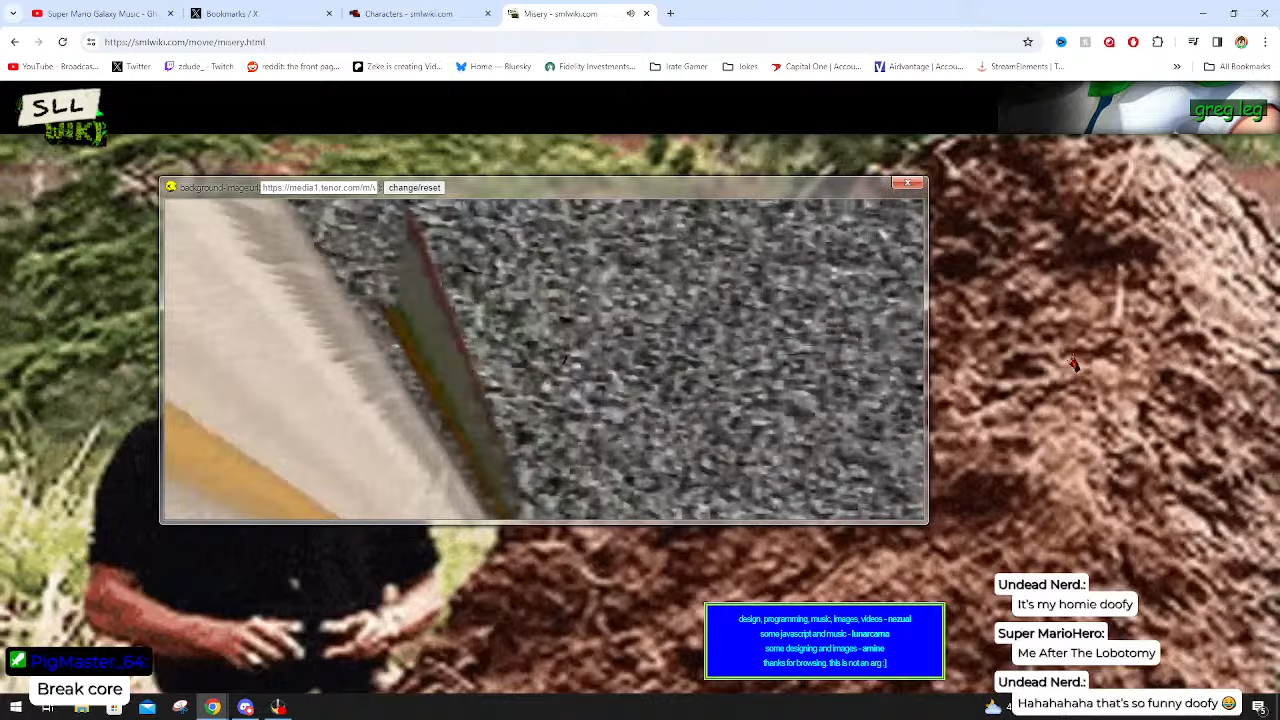 Super Mario Galaxy Music -
Bookmarks / X
Characters - smlwiki.com
Misery - smlwiki.com
https://smlwiki.com/movie/misery.html
YouTube - Broadcas...
Twitter
zdude_ - Twitch
reddit: the front pag...
Zeke is creating Vid...
Home — Bluesky
Fidelity Investments...
Irate Games
Jokes
Capital One | Accou...
Advantage | Accoun...
StreamElements | T...
All Bookmarks
SLL
WIKI
greg leg
background-image:url( https://media1.tenor.com/m/v ); change/reset
design, programming, music, images, videos - nezual
some javascript and music - lunarcama
some designing and images - amine
thanks for browsing. this is not an arg :]
Undead Nerd.:
It's my homie doofy
Super MarioHero:
Me After The Lobotomy
Undead Nerd.:
Hahahaha that's so funny doofy 😂
PigMaster_64:
Break core